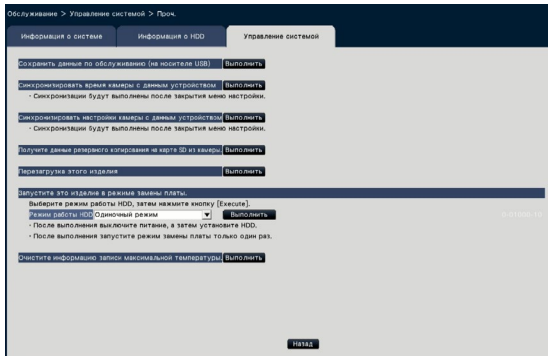 Обслуживание > Управление системой > Проч.
Информация о системе Информация о HDD Управление системой
Сохранить данные по обслуживанию (на носителе USB) Выполнить
Синхронизировать время камеры с данным устройством Выполнить
· Синхронизации будут выполнены после закрытия меню настройки.
Синхронизировать настройки камеры с данным устройством Выполнить
· Синхронизации будут выполнены после закрытия меню настройки.
Получите данные резервного копирования на карте SD из камеры. Выполнить
Перезагрузка этого изделия Выполнить
Запустите это изделие в режиме замены платы.
Выберите режим работы HDD, затем нажмите кнопку [Execute].
Режим работы HDD Одиночный режим Выполнить
· После выполнения выключите питание, а затем установите HDD.
· После выполнения запустите режим замены платы только один раз.
Очистите информацию записи максимальной температуры. Выполнить
Назад